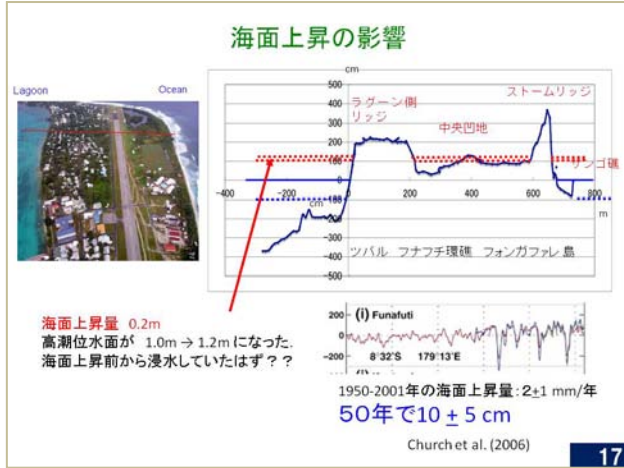 海面上昇の影響
Lagoon
Ocean
cm
500
400
300
200
100
0
-100
-200
-300
-400
-500
-400
-200
cm
200
400
600
800
m
ラグーン側
リッジ
中央凹地
ストームリッジ
サンゴ礁
ツバル フナフチ環礁 フォンガファレ島
海面上昇量 0.2m
高潮位水面が 1.0m → 1.2m になった.
海面上昇前から浸水していたはず??
200
0
-200
(i) Funafuti
8°32'S 179°13'E
1950-2001年の海面上昇量:2±1 mm/年
50年で10 ± 5 cm
Church et al. (2006)
17